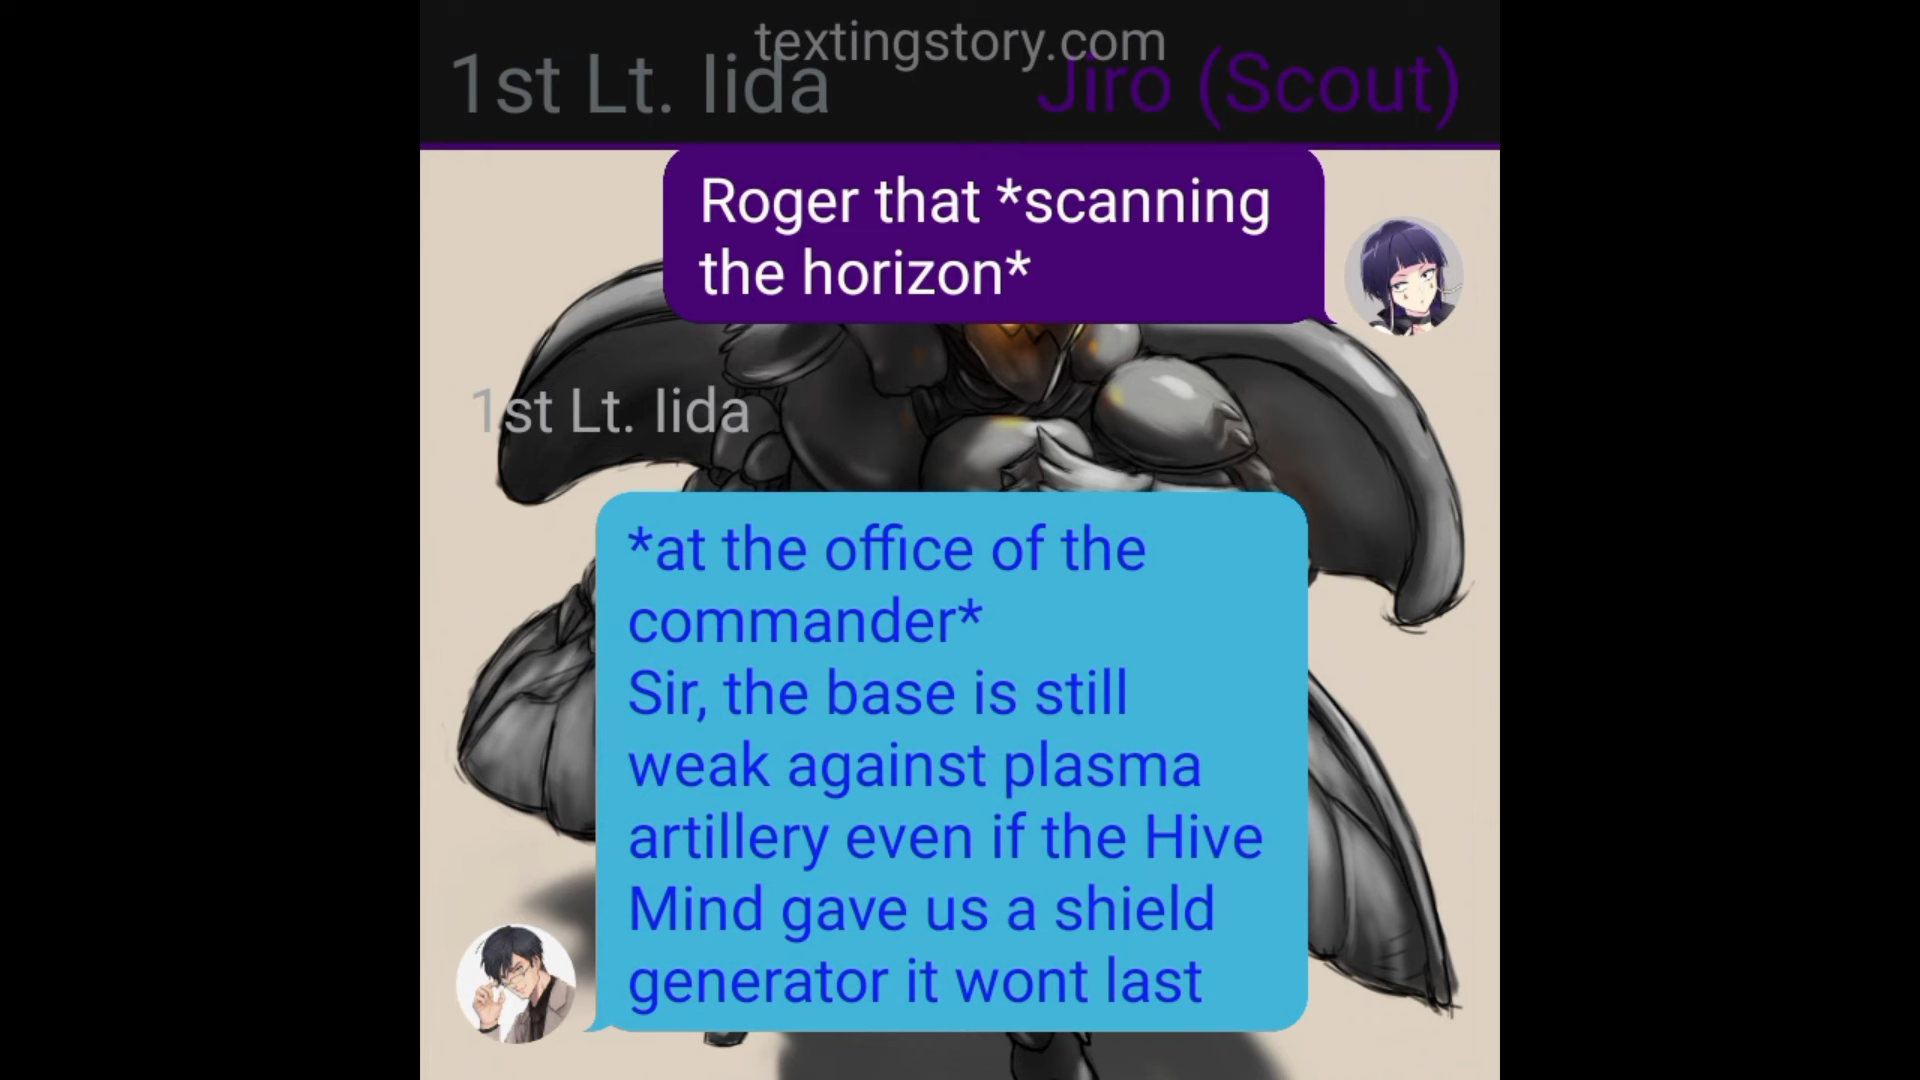 textingstory.com
1st Lt. Iida
Jiro (Scout)
Roger that *scanning
the horizon*
1st Lt. Iida
*at the office of the
commander*
Sir, the base is still
weak against plasma
artillery even if the Hive
Mind gave us a shield
generator it wont last